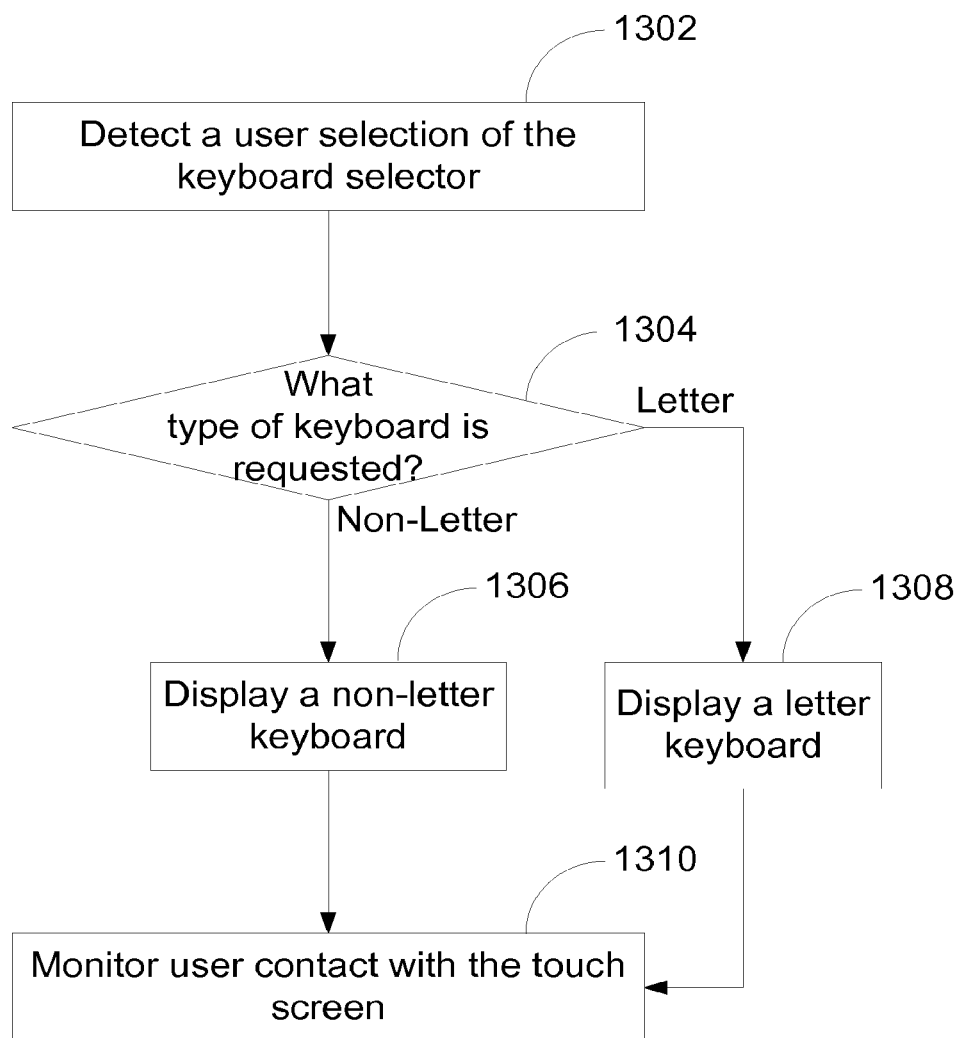 1302
Detect a user selection of the
keyboard selector
1304
What
type of keyboard is
requested?
Letter
Non-Letter
1306
1308
Display a non-letter
keyboard
Display a letter
keyboard
1310
Monitor user contact with the touch
screen